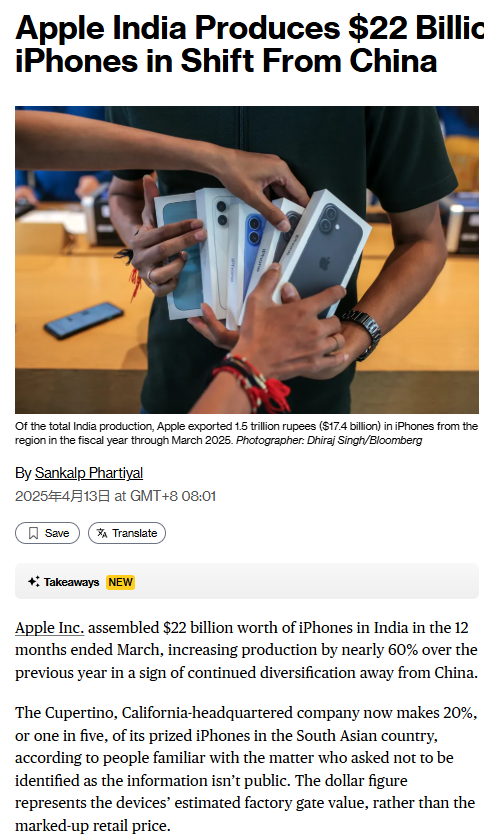 Apple India Produces $22 Billio
iPhones in Shift From China
Of the total India production, Apple exported 1.5 trillion rupees ($17.4 billion) in iPhones from the
region in the fiscal year through March 2025. Photographer: Dhiraj Singh/Bloomberg
By Sankalp Phartiyal
2025年4月13日 at GMT+8 08:01
Save
Translate
Takeaways NEW
Apple Inc. assembled $22 billion worth of iPhones in India in the 12
months ended March, increasing production by nearly 60% over the
previous year in a sign of continued diversification away from China.
The Cupertino, California-headquartered company now makes 20%,
or one in five, of its prized iPhones in the South Asian country,
according to people familiar with the matter who asked not to be
identified as the information isn’t public. The dollar figure
represents the devices’ estimated factory gate value, rather than the
marked-up retail price.